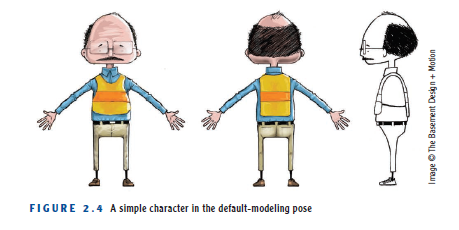 Image © The Basement Design + Motion
FIGURE 2.4 A simple character in the default-modeling pose